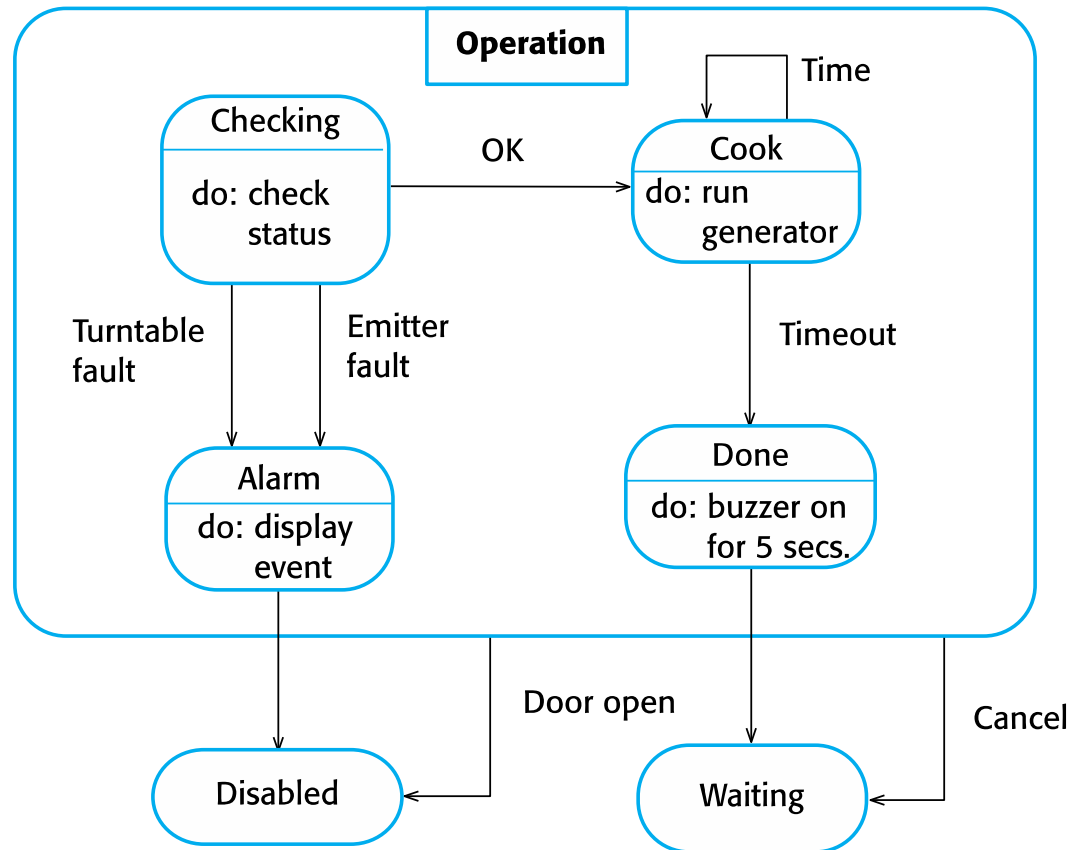 Operation
Checking
do: check
status
OK
Time
Cook
do: run
generator
Turntable
fault
Emitter
fault
Timeout
Alarm
do: display
event
Done
do: buzzer on
for 5 secs.
Door open
Cancel
Disabled
Waiting